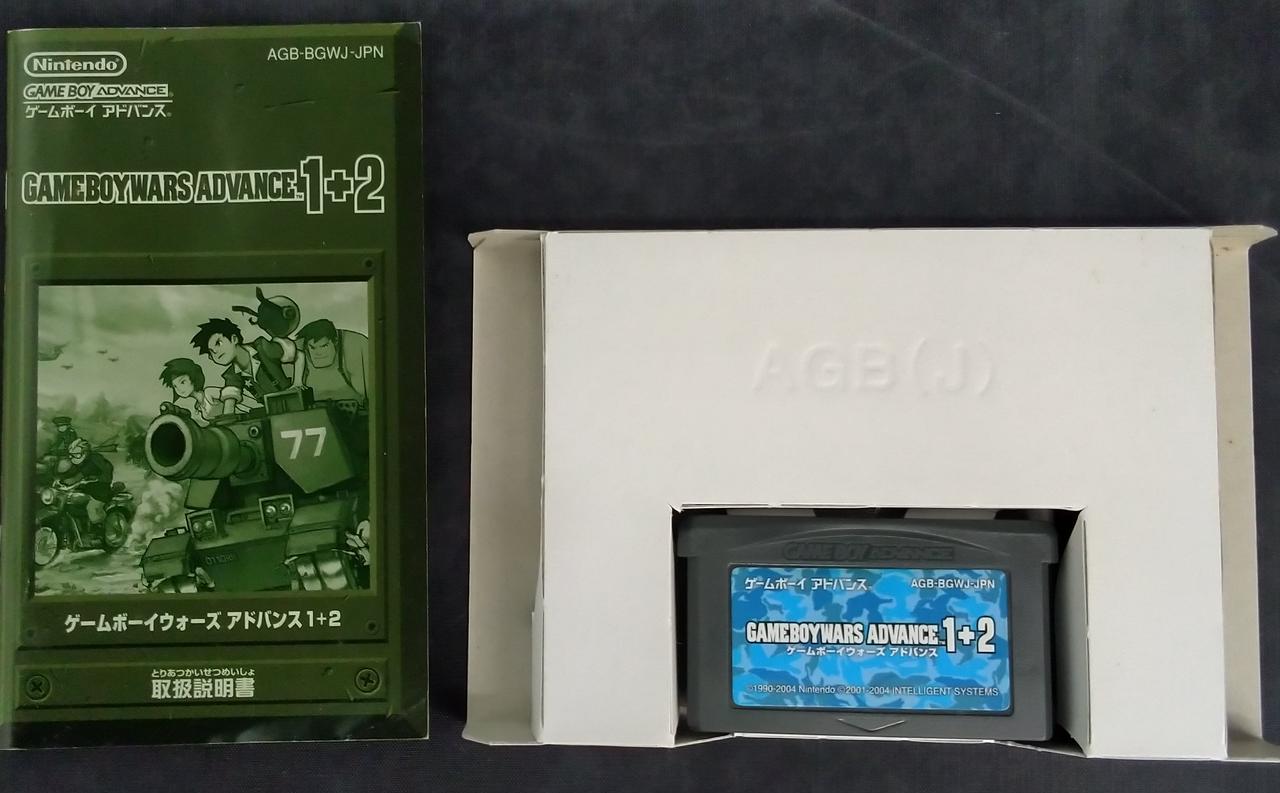 Nintendo
AGB-BGWJ-JPN
GAME BOY ADVANCE
ゲームボーイ アドバンス
GAMEBOYWARS ADVANCE™1+2
77
ゲームボーイウォーズ アドバンス1+2
とりあつかいせつめいしょ
取扱説明書
AGB(J)
GAME BOY ADVANCE
ゲームボーイ アドバンス
AGB-BGWJ-JPN
GAMEBOYWARS ADVANCE™1+2
ゲームボーイウォーズ アドバンス
©1990-2004 Nintendo ©2001-2004 INTELLIGENT SYSTEMS